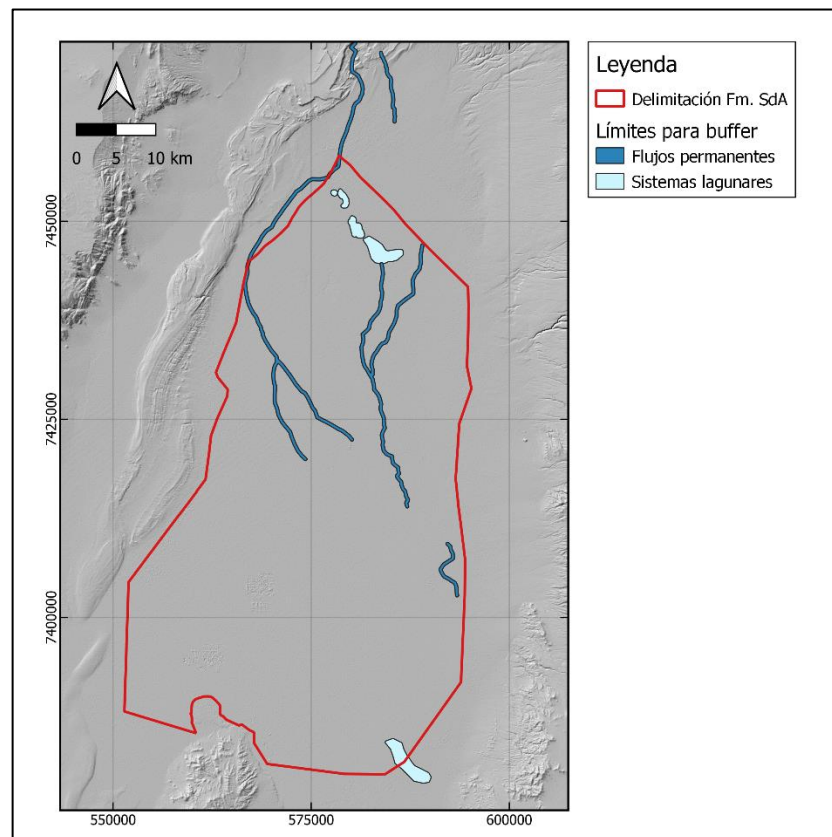 Leyenda
Delimitación Fm. SdA
Límites para buffer
Flujos permanentes
Sistemas lagunares
0 5 10 km
7450000
7425000
7400000
550000 575000 600000